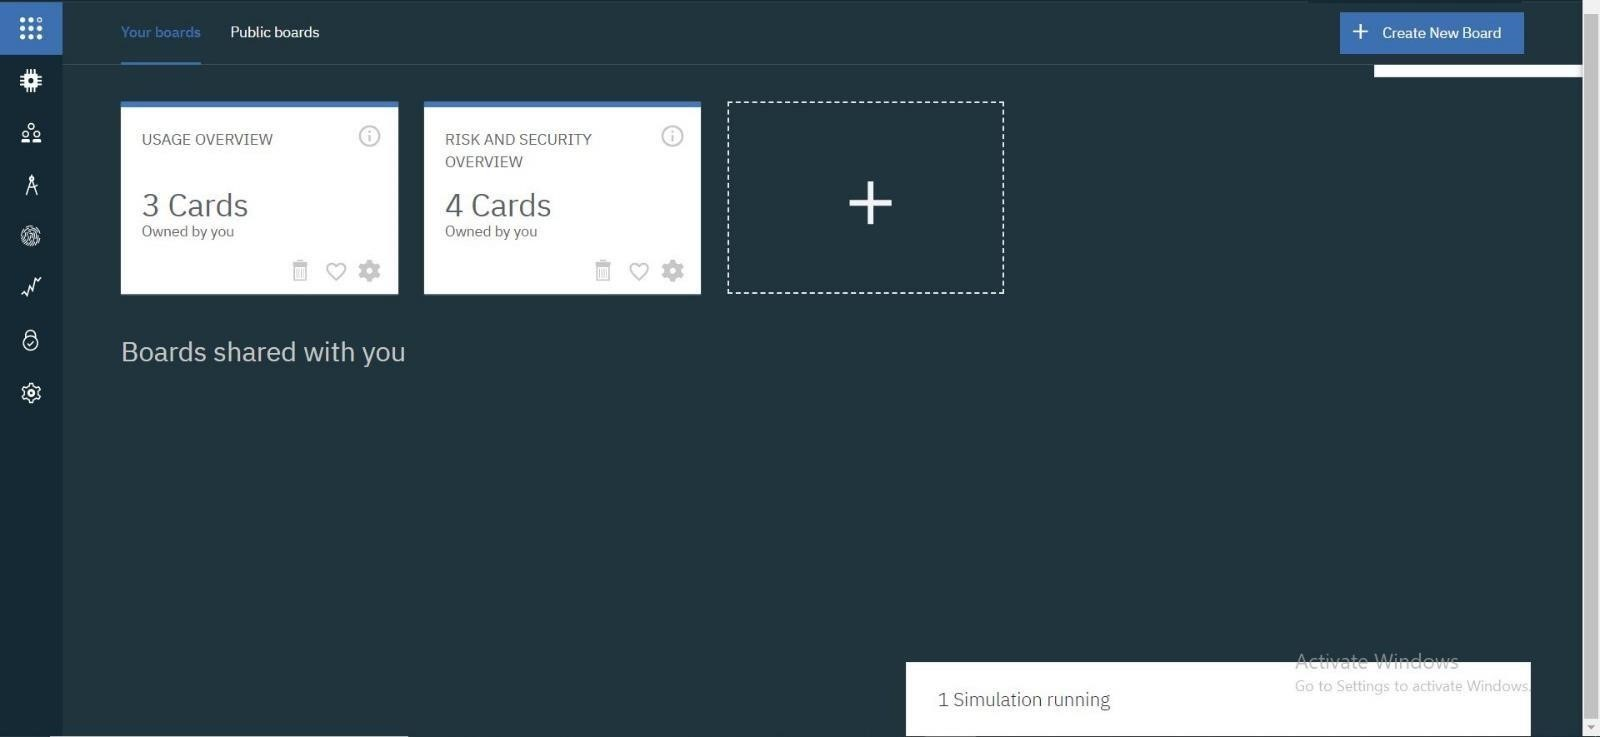 Your boards
Public boards
Create New Board
USAGE OVERVIEW
3 Cards
Owned by you
RISK AND SECURITY
OVERVIEW
4 Cards
Owned by you
Boards shared with you
Activate Windows
Go to Settings to activate Windows.
1 Simulation running